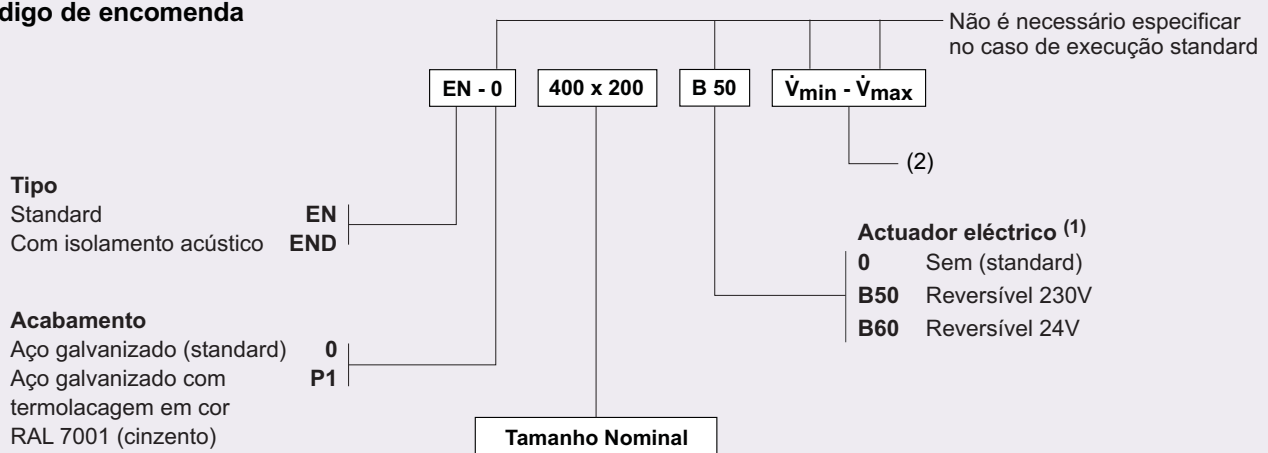 digo de encomenda
Não é necessário especificar
no caso de execução standard
EN - 0 400 x 200 B 50 V̇min - V̇max
(2)
Tipo
Standard EN
Com isolamento acústico END
Actuador eléctrico (1)
0 Sem (standard)
B50 Reversível 230V
B60 Reversível 24V
Acabamento
Aço galvanizado (standard) 0
Aço galvanizado com P1
termolacagem em cor
RAL 7001 (cinzento)
Tamanho Nominal